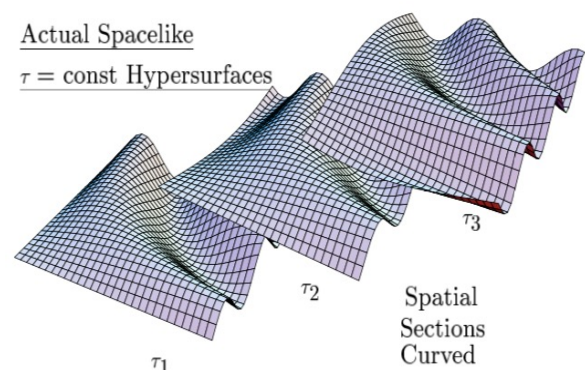 Actual Spacelike
τ = const Hypersurfaces
τ3
τ2
Spatial
Sections
Curved
τ1